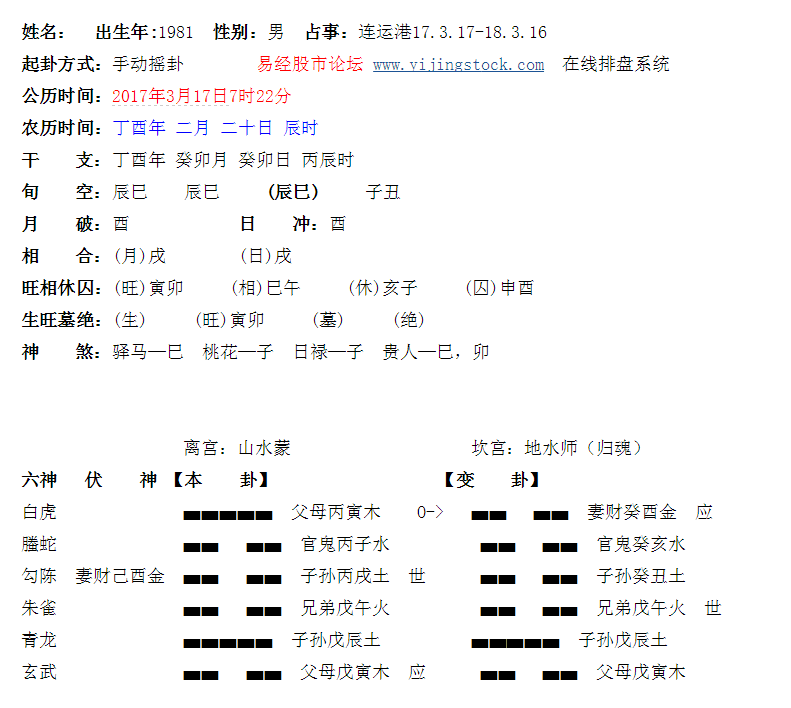 姓名： 出生年:1981 性别：男 占事：连运港17.3.17-18.3.16
起卦方式：手动摇卦 易经股市论坛 www.yijingstock.com 在线排盘系统
公历时间：2017年3月17日7时22分
农历时间：丁酉年 二月 二十日 辰时
干 支：丁酉年 癸卯月 癸卯日 丙辰时
旬 空：辰巳 辰巳 (辰巳) 子丑
月 破：酉 日 冲：酉
相 合：(月)戌 (日)戌
旺相休囚：(旺)寅卯 (相)巳午 (休)亥子 (囚)申酉
生旺墓绝：(生) (旺)寅卯 (墓) (绝)
神 煞：驿马—巳 桃花—子 日禄—子 贵人—巳，卯
离宫：山水蒙 坎宫：地水师（归魂）
六神 伏 神 【本 卦】 【变 卦】
白虎 父母丙寅木 O-> 妻财癸酉金 应
螣蛇 官鬼丙子水 官鬼癸亥水
勾陈 妻财己酉金 子孙丙戌土 世 子孙癸丑土
朱雀 兄弟戊午火 兄弟戊午火 世
青龙 子孙戊辰土 子孙戊辰土
玄武 父母戊寅木 应 父母戊寅木